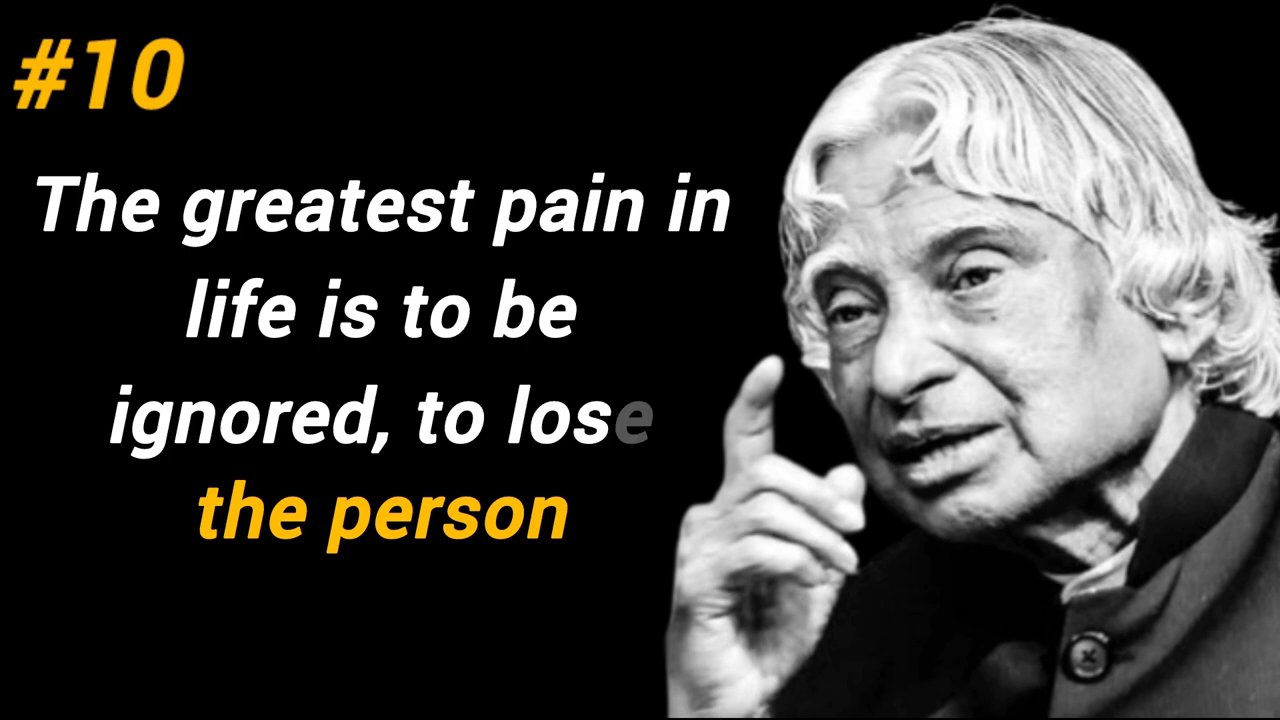 #10
The greatest pain in
life is to be
ignored, to lose
the person